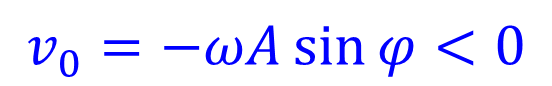 v₀ = −ωA sin φ < 0